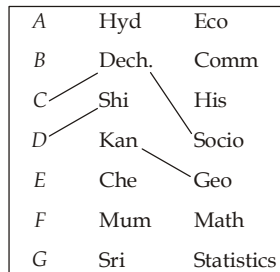 A Hyd Eco
B Dech. Comm
C Shi His
D Kan Socio
E Che Geo
F Mum Math
G Sri Statistics